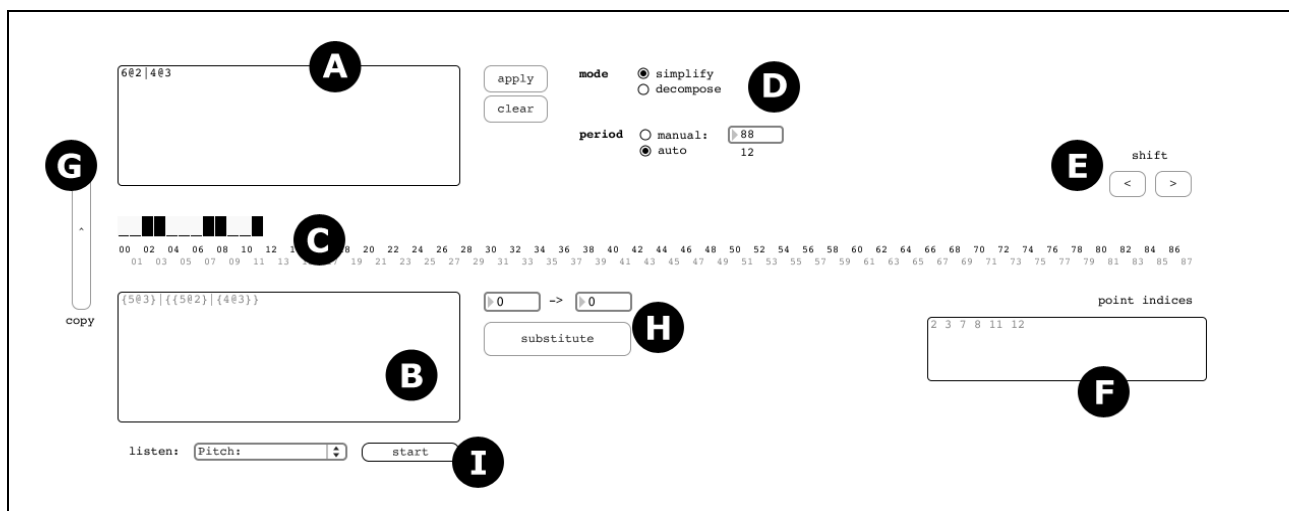 A
6@2|4@3
apply
clear
mode
simplify
decompose
D
period
manual:
88
auto
12
G
^
copy
E
shift
<
>
C
00 02 04 06 08 10 12 8 20 22 24 26 28 30 32 34 36 38 40 42 44 46 48 50 52 54 56 58 60 62 64 66 68 70 72 74 76 78 80 82 84 86
01 03 05 07 09 11 13 19 21 23 25 27 29 31 33 35 37 39 41 43 45 47 49 51 53 55 57 59 61 63 65 67 69 71 73 75 77 79 81 83 85 87
{5@3}|{{5@2}|{4@3}}
B
0 -> 0
substitute
H
point indices
2 3 7 8 11 12
F
listen:
Pitch:
start
I